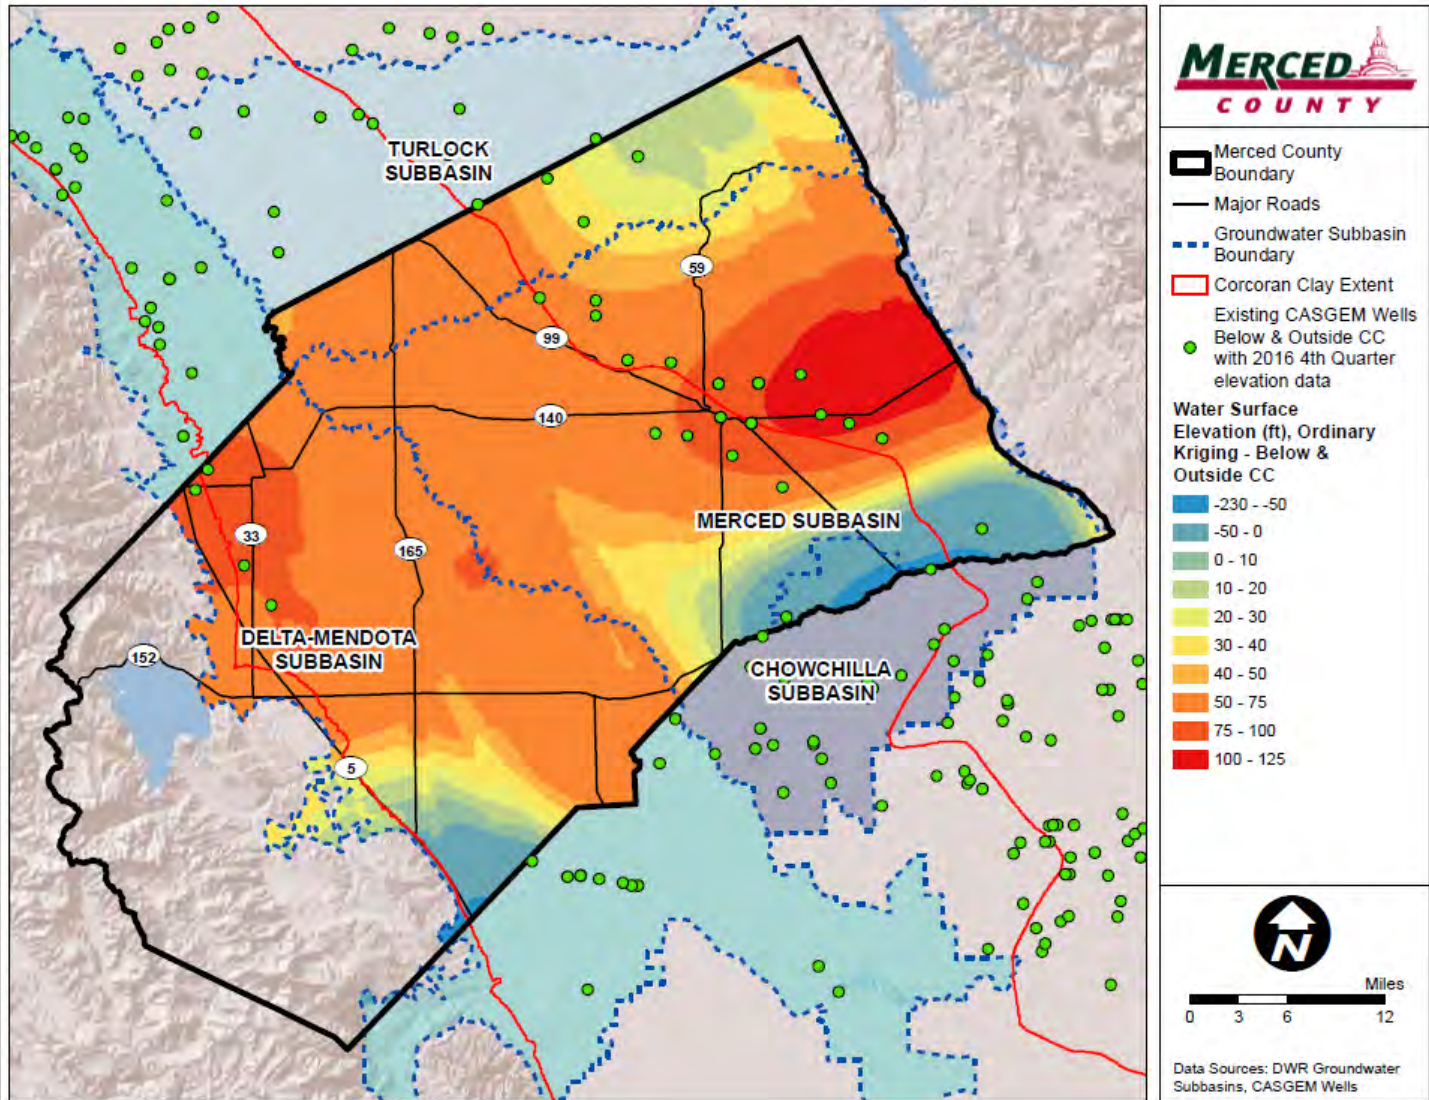 TURLOCK
SUBBASIN
59
99
140
MERCED SUBBASIN
33
165
DELTA-MENDOTA
SUBBASIN
152
CHOWCHILLA
SUBBASIN
5
MERCED
COUNTY
Merced County
Boundary
Major Roads
Groundwater Subbasin
Boundary
Corcoran Clay Extent
Existing CASGEM Wells
Below & Outside CC
with 2016 4th Quarter
elevation data
Water Surface
Elevation (ft), Ordinary
Kriging - Below &
Outside CC
-230 - -50
-50 - 0
0 - 10
10 - 20
20 - 30
30 - 40
40 - 50
50 - 75
75 - 100
100 - 125
N
Miles
0 3 6 12
Data Sources: DWR Groundwater
Subbasins, CASGEM Wells